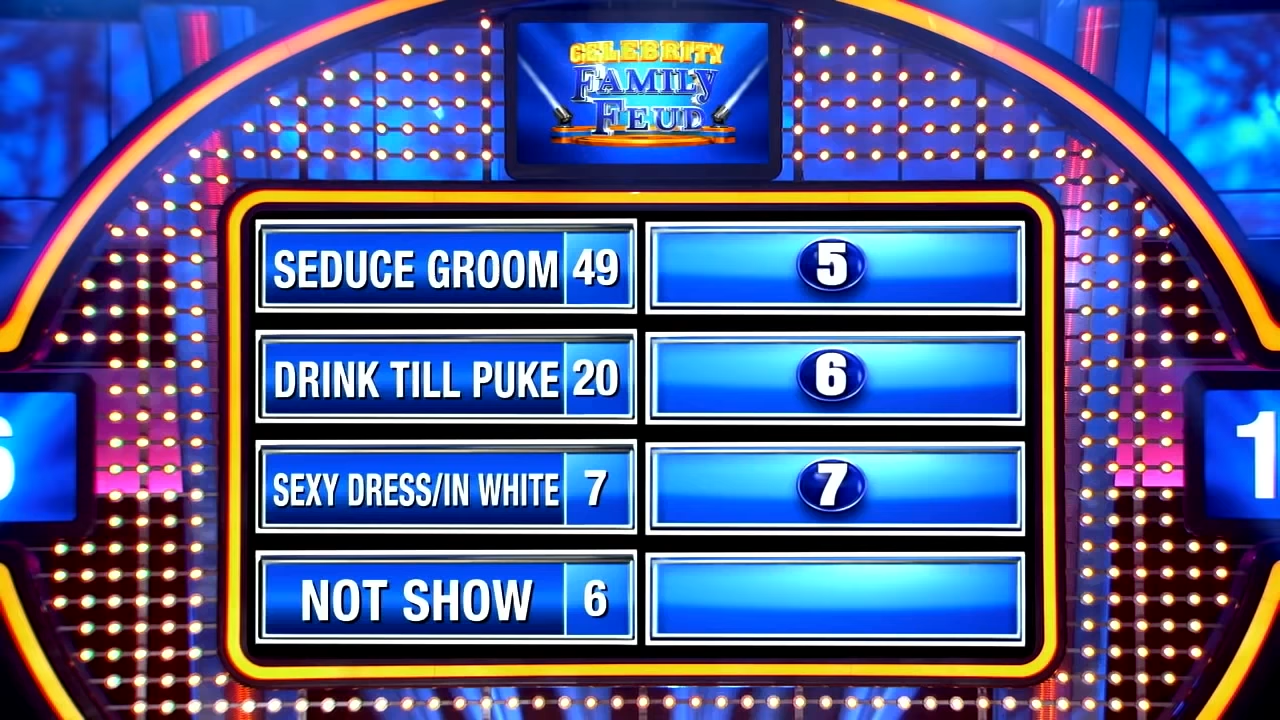 CELEBRITY
FAMILY
FEUD
SEDUCE GROOM 49
5
DRINK TILL PUKE 20
6
SEXY DRESS/IN WHITE 7
7
NOT SHOW 6
1